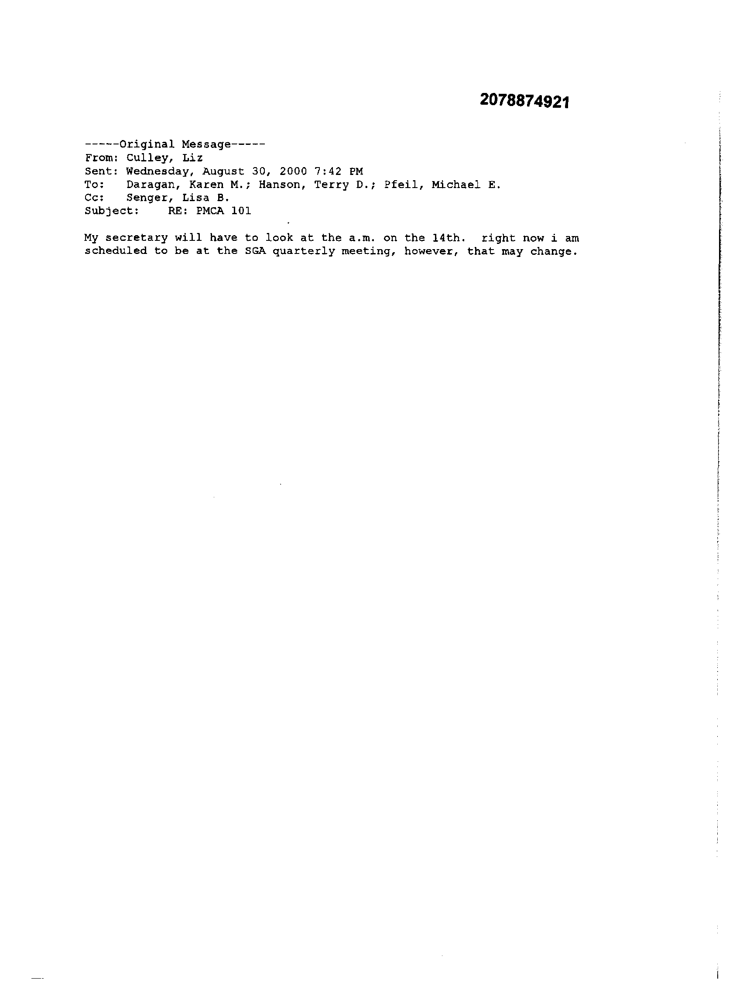 2078874921
-----Original Message-----
From: Culley, Liz
Sent: Wednesday, August 30, 2000 7:42 PM
To: Daragan, Karen M.; Hanson, Terry D.; Pfeil, Michael E.
Cc: Senger, Lisa B.
Subject: RE: PMCA 101
My secretary will have to look at the a.m. on the 14th. right now i am
scheduled to be at the SGA quarterly meeting, however, that may change.